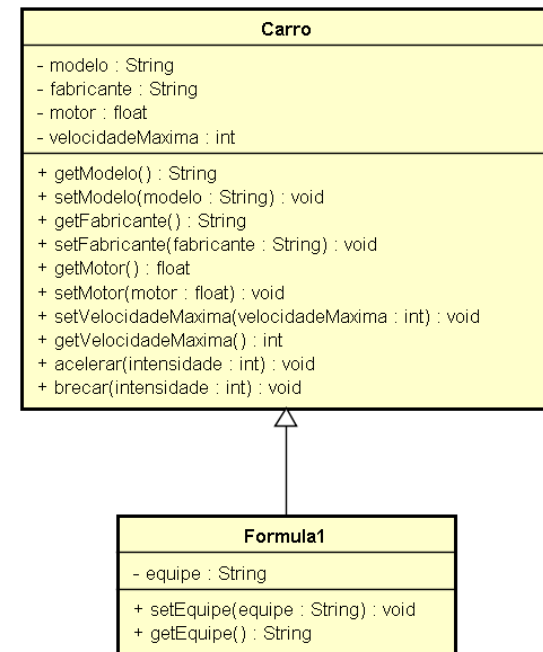 Carro
- modelo : String
- fabricante : String
- motor : float
- velocidadeMaxima : int
+ getModelo() : String
+ setModelo(modelo : String) : void
+ getFabricante() : String
+ setFabricante(fabricante : String) : void
+ getMotor() : float
+ setMotor(motor : float) : void
+ setVelocidadeMaxima(velocidadeMaxima : int) : void
+ getVelocidadeMaxima() : int
+ acelerar(intensidade : int) : void
+ brecar(intensidade : int) : void
Formula1
- equipe : String
+ setEquipe(equipe : String) : void
+ getEquipe() : String